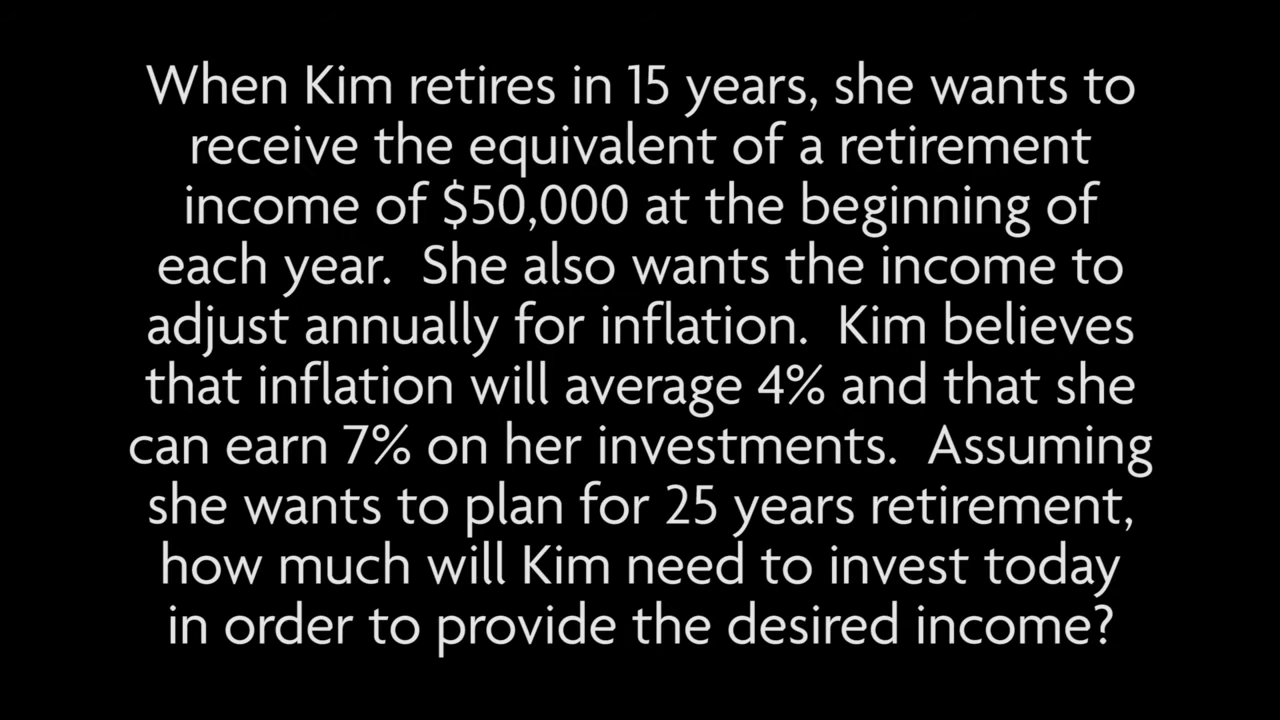 When Kim retires in 15 years, she wants to
receive the equivalent of a retirement
income of $50,000 at the beginning of
each year.  She also wants the income to
adjust annually for inflation.  Kim believes
that inflation will average 4% and that she
can earn 7% on her investments.  Assuming
she wants to plan for 25 years retirement,
how much will Kim need to invest today
in order to provide the desired income?